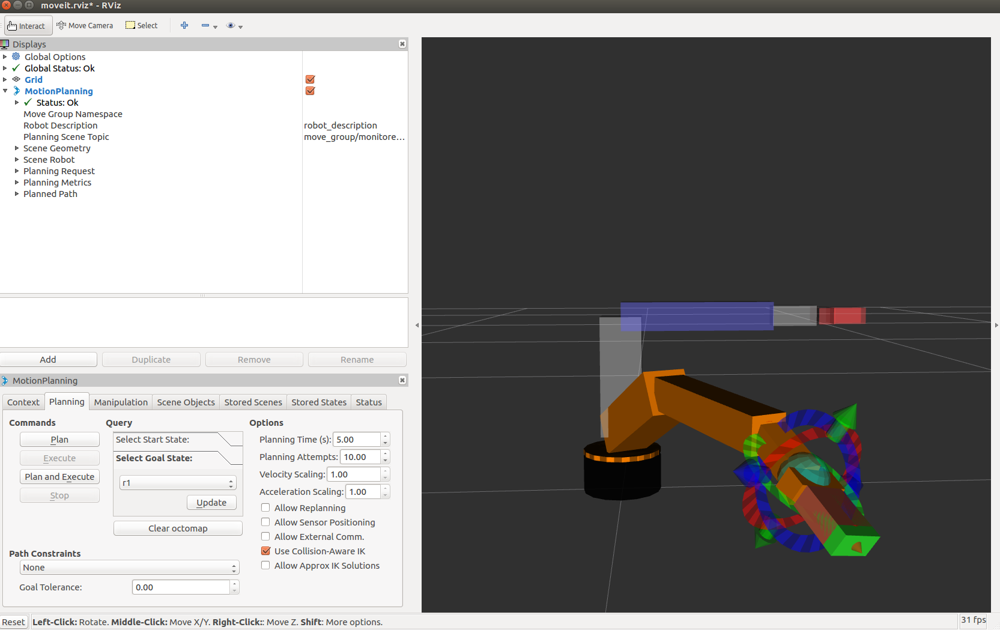 moveit.rviz* - RViz
Interact
Move Camera
Select
Displays
Global Options
Global Status: Ok
Grid
MotionPlanning
Status: Ok
Move Group Namespace
Robot Description robot_description
Planning Scene Topic move_group/monitore...
Scene Geometry
Scene Robot
Planning Request
Planning Metrics
Planned Path
Add Duplicate Remove Rename
MotionPlanning
Context Planning Manipulation Scene Objects Stored Scenes Stored States Status
Commands
Plan
Execute
Plan and Execute
Stop
Query
Select Start State:
Select Goal State:
r1
Update
Clear octomap
Options
Planning Time (s): 5.00
Planning Attempts: 10.00
Velocity Scaling: 1.00
Acceleration Scaling: 1.00
Allow Replanning
Allow Sensor Positioning
Allow External Comm.
Use Collision-Aware IK
Allow Approx IK Solutions
Path Constraints
None
Goal Tolerance: 0.00
Reset Left-Click: Rotate. Middle-Click: Move X/Y. Right-Click:: Move Z. Shift: More options. 31 fps